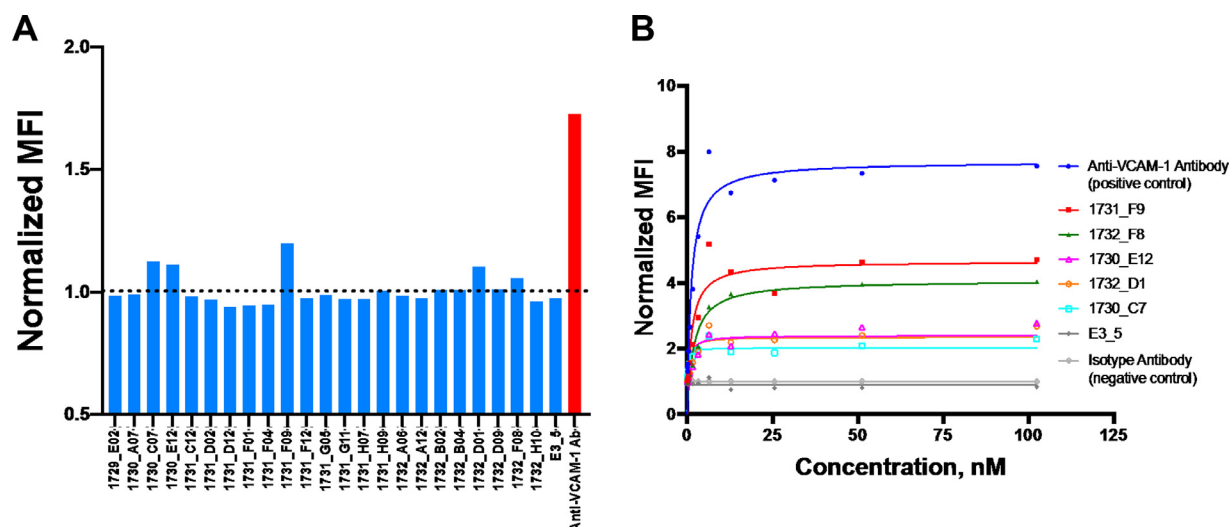 A
Normalized MFI
2.0
1.5
1.0
0.5
1729_E02
1730_A07
1730_C07
1730_E12
1731_C12
1731_D02
1731_D12
1731_F01
1731_F04
1731_F09
1731_F12
1731_G05
1731_G11
1731_H07
1731_H09
1732_A06
1732_A12
1732_B02
1732_B04
1732_D01
1732_D09
1732_F08
1732_H10
E3_5
Anti-VCAM-1 Ab
B
Normalized MFI
10
8
6
4
2
0
0
25
50
75
100
125
Concentration, nM
Anti-VCAM-1 Antibody
(positive control)
1731_F9
1732_F8
1730_E12
1732_D1
1730_C7
E3_5
Isotype Antibody
(negative control)